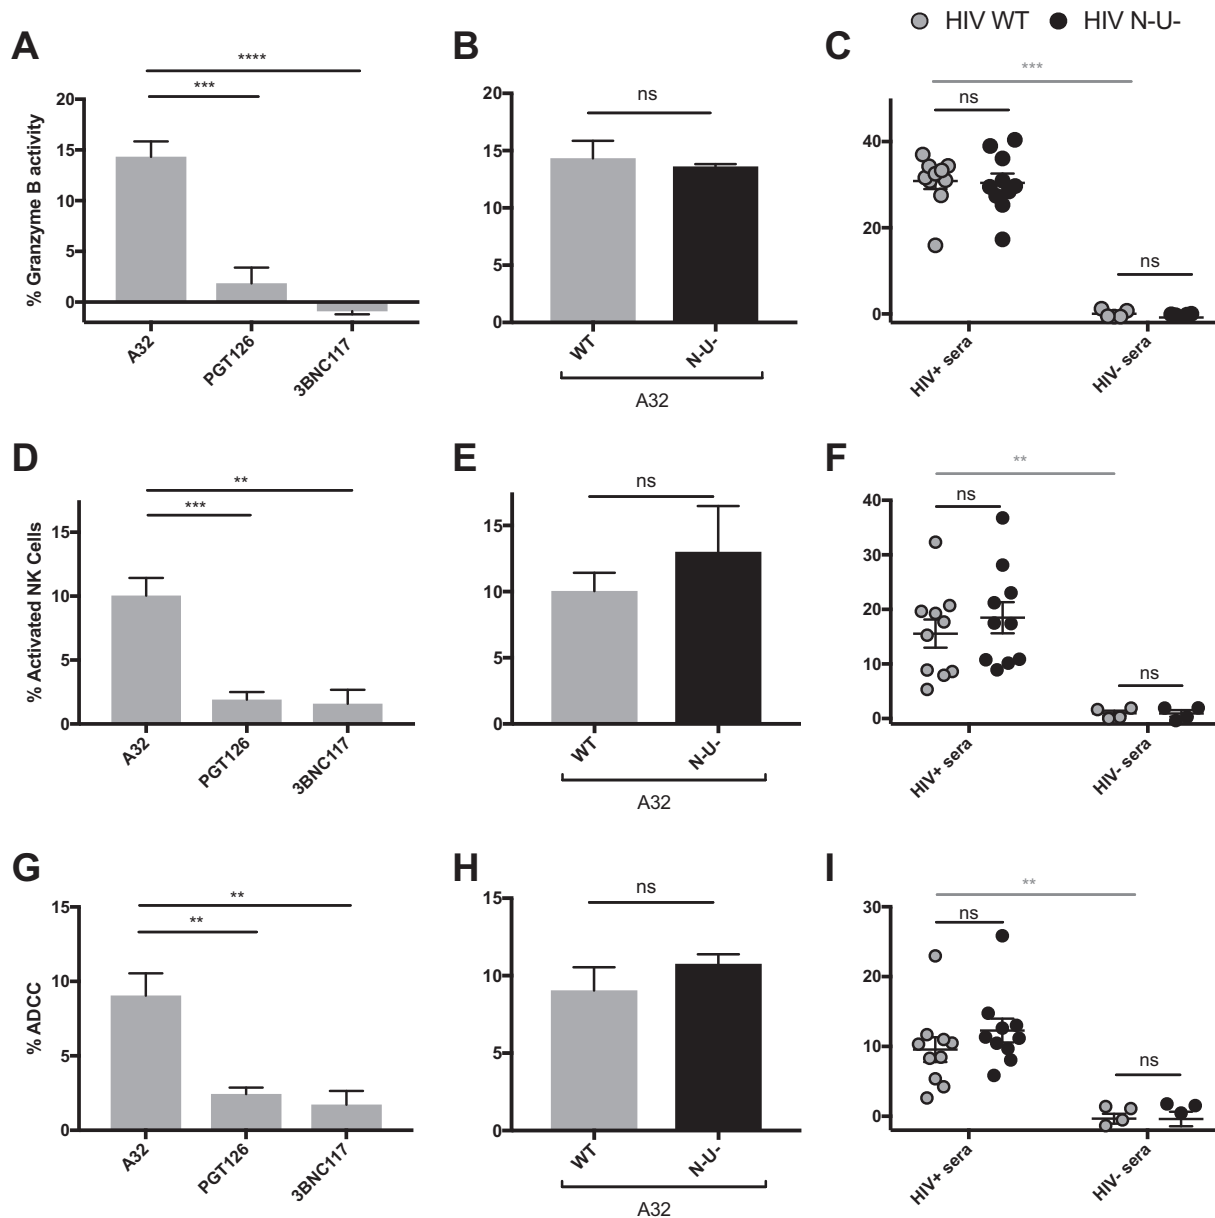 HIV WT HIV N-U-
A
% Granzyme B activity
20
15
10
5
0
****
***
A32
PGT126
3BNC117
B
20
15
10
5
0
ns
WT
N-U-
A32
C
40
20
0
***
ns
ns
HIV+ sera
HIV- sera
D
% Activated NK Cells
15
10
5
0
**
***
A32
PGT126
3BNC117
E
15
10
5
0
ns
WT
N-U-
A32
F
40
30
20
10
0
**
ns
ns
HIV+ sera
HIV- sera
G
% ADCC
15
10
5
0
**
**
A32
PGT126
3BNC117
H
15
10
5
0
ns
WT
N-U-
A32
I
30
20
10
0
**
ns
ns
HIV+ sera
HIV- sera